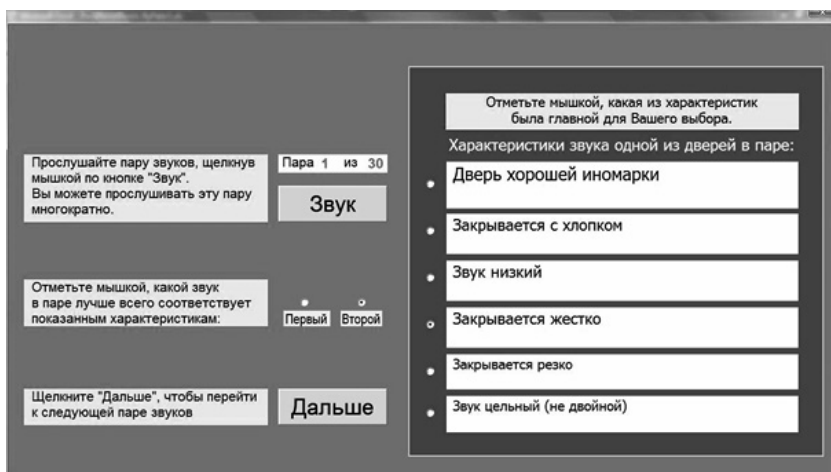 Прослушайте пару звуков, щелкнув
мышкой по кнопке "Звук".
Вы можете прослушивать эту пару
многократно.
Пара 1 из 30
Звук
Отметьте мышкой, какой звук
в паре лучше всего соответствует
показанным характеристикам:
Первый Второй
Щелкните "Дальше", чтобы перейти
к следующей паре звуков
Дальше
Отметьте мышкой, какая из характеристик
была главной для Вашего выбора.
Характеристики звука одной из дверей в паре:
Дверь хорошей иномарки
Закрывается с хлопком
Звук низкий
Закрывается жестко
Закрывается резко
Звук цельный (не двойной)